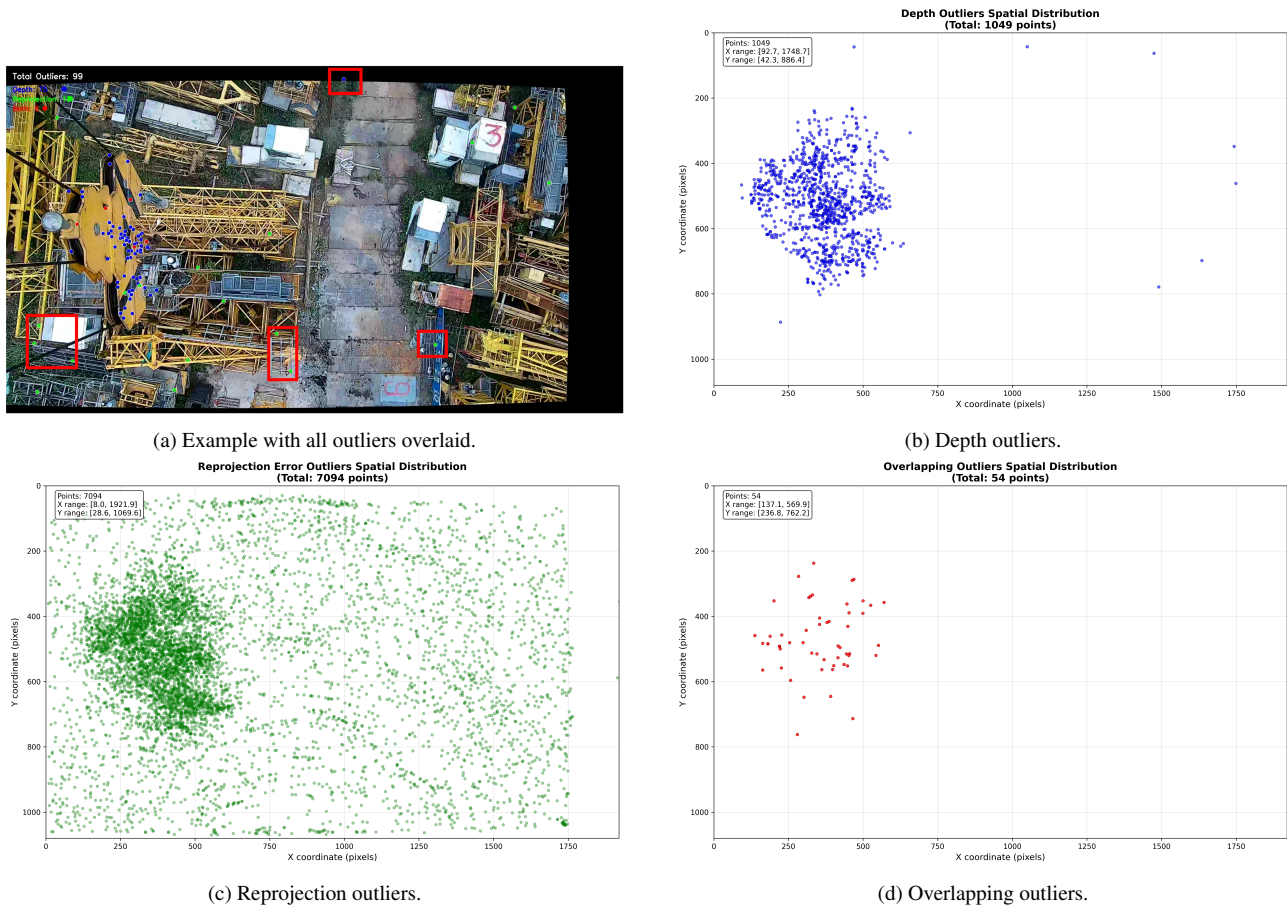 Total Outliers: 99
Depth:
3
8
(a) Example with all outliers overlaid.
Depth Outliers Spatial Distribution
(Total: 1049 points)
Points: 1049
X range: [92.7, 1748.7]
Y range: [42.3, 886.4]
0
200
400
600
800
1000
Y coordinate (pixels)
0
250
500
750
1000
1250
1500
1750
X coordinate (pixels)
(b) Depth outliers.
Reprojection Error Outliers Spatial Distribution
(Total: 7094 points)
Points: 7094
X range: [8.0, 1921.9]
Y range: [28.6, 1069.6]
0
200
400
600
800
1000
Y coordinate (pixels)
0
250
500
750
1000
1250
1500
1750
X coordinate (pixels)
(c) Reprojection outliers.
Overlapping Outliers Spatial Distribution
(Total: 54 points)
Points: 54
X range: [137.1, 569.9]
Y range: [236.8, 762.2]
0
200
400
600
800
1000
Y coordinate (pixels)
0
250
500
750
1000
1250
1500
1750
X coordinate (pixels)
(d) Overlapping outliers.